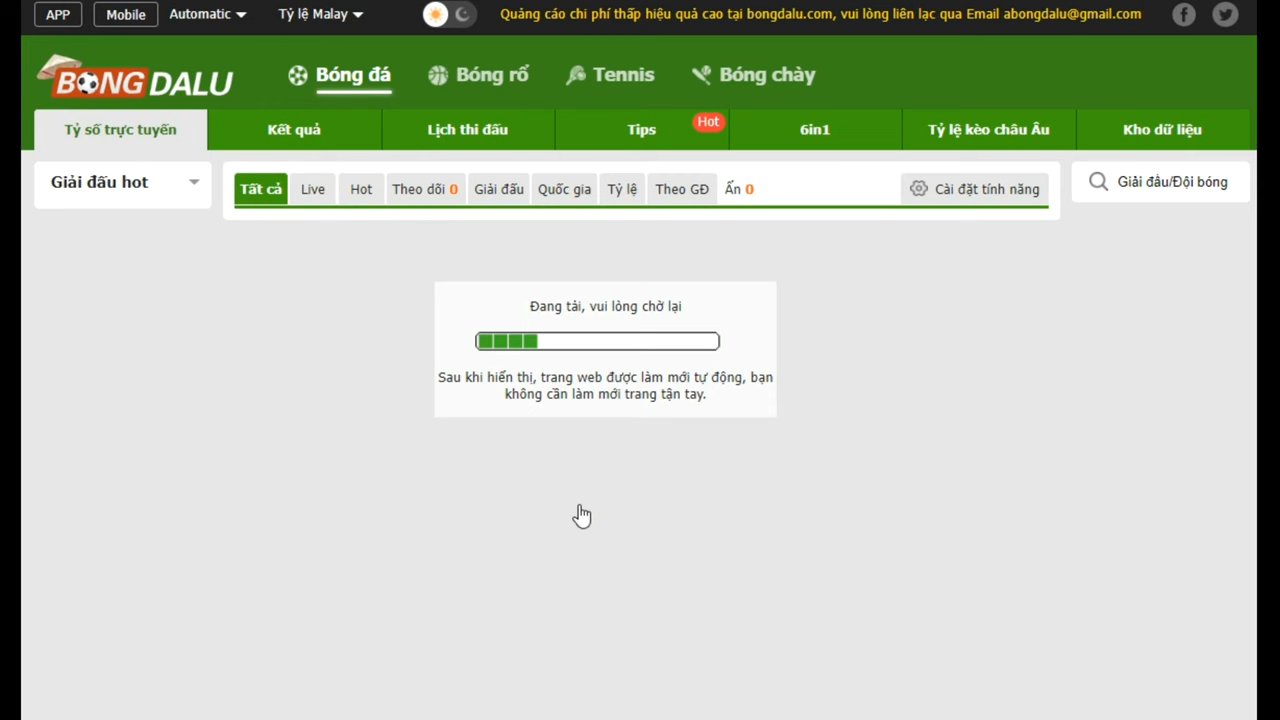 APP Mobile Automatic Tỷ lệ Malay Quảng cáo chi phí thấp hiệu quả cao tại bongdalu.com, vui lòng liên lạc qua Email abongdalu@gmail.com
BONGDALU Bóng đá Bóng rổ Tennis Bóng chày
Tỷ số trực tuyến Kết quả Lịch thi đấu Tips Hot 6in1 Tỷ lệ kèo châu Âu Kho dữ liệu
Giải đấu hot Tất cả Live Hot Theo dõi 0 Giải đấu Quốc gia Tỷ lệ Theo GĐ Ẩn 0 Cài đặt tính năng Giải đấu/Đội bóng
Đang tải, vui lòng chờ lại
Sau khi hiển thị, trang web được làm mới tự động, bạn
không cần làm mới trang tận tay.